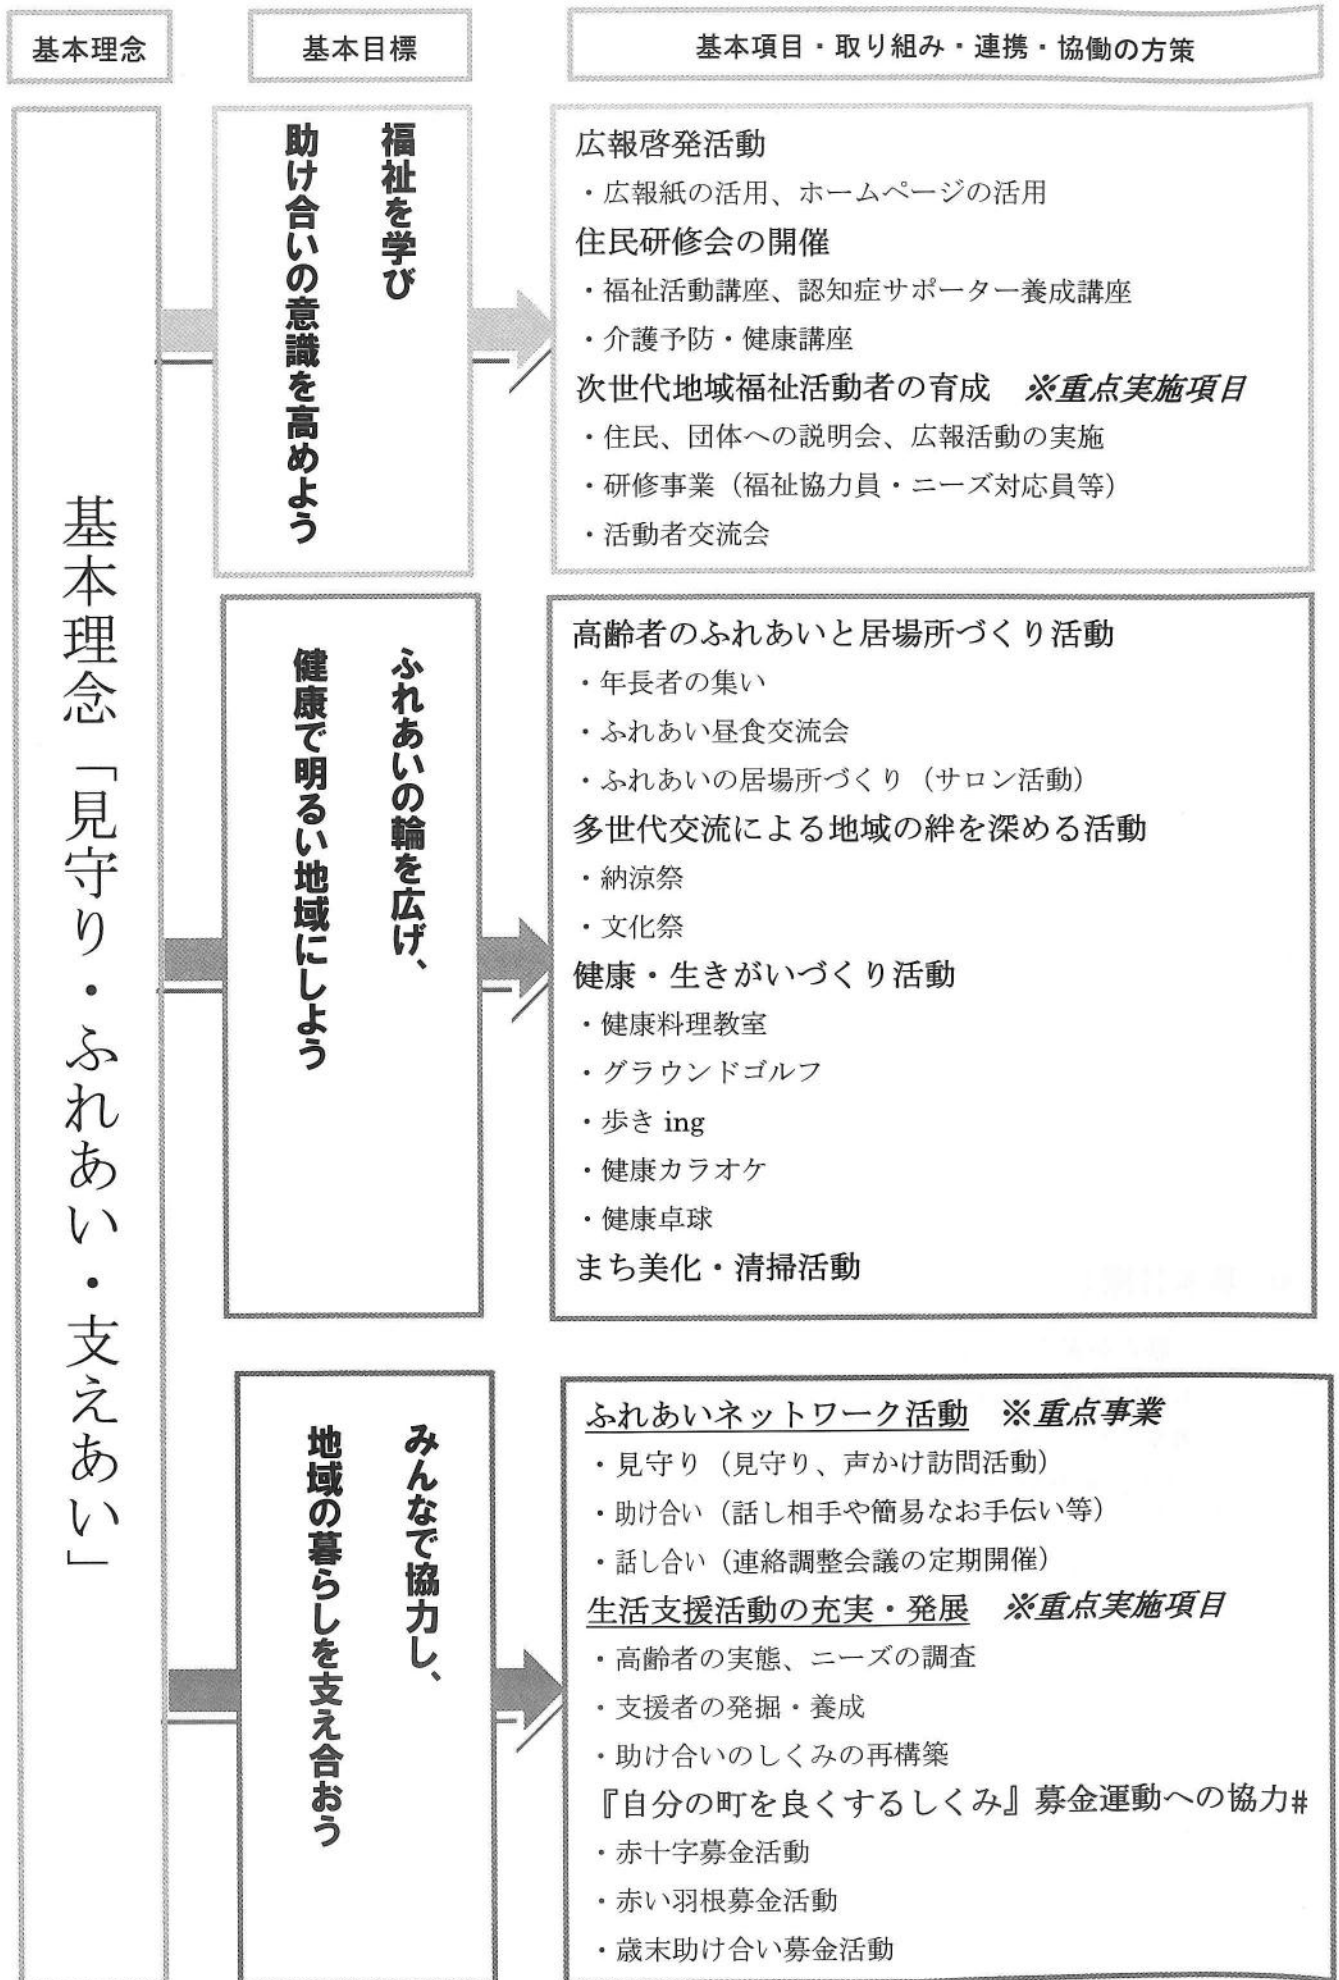 基本理念
基本目標
基本項目・取り組み・連携・協働の方策
基本理念「見守り・ふれあい・支えあい」
福祉を学び
助け合いの意識を高めよう
広報啓発活動
・広報紙の活用、ホームページの活用
住民研修会の開催
・福祉活動講座、認知症サポーター養成講座
・介護予防・健康講座
次世代地域福祉活動者の育成 ※重点実施項目
・住民、団体への説明会、広報活動の実施
・研修事業（福祉協力員・ニーズ対応員等）
・活動者交流会
ふれあいの輪を広げ、
健康で明るい地域にしよう
高齢者のふれあいと居場所づくり活動
・年長者の集い
・ふれあい昼食交流会
・ふれあいの居場所づくり（サロン活動）
多世代交流による地域の絆を深める活動
・納涼祭
・文化祭
健康・生きがいづくり活動
・健康料理教室
・グラウンドゴルフ
・歩き ing
・健康カラオケ
・健康卓球
まち美化・清掃活動
みんなで協力し、
地域の暮らしを支え合おう
ふれあいネットワーク活動 ※重点事業
・見守り（見守り、声かけ訪問活動）
・助け合い（話し相手や簡易なお手伝い等）
・話し合い（連絡調整会議の定期開催）
生活支援活動の充実・発展 ※重点実施項目
・高齢者の実態、ニーズの調査
・支援者の発掘・養成
・助け合いのしくみの再構築
『自分の町を良くするしくみ』募金運動への協力#
・赤十字募金活動
・赤い羽根募金活動
・歳末助け合い募金活動